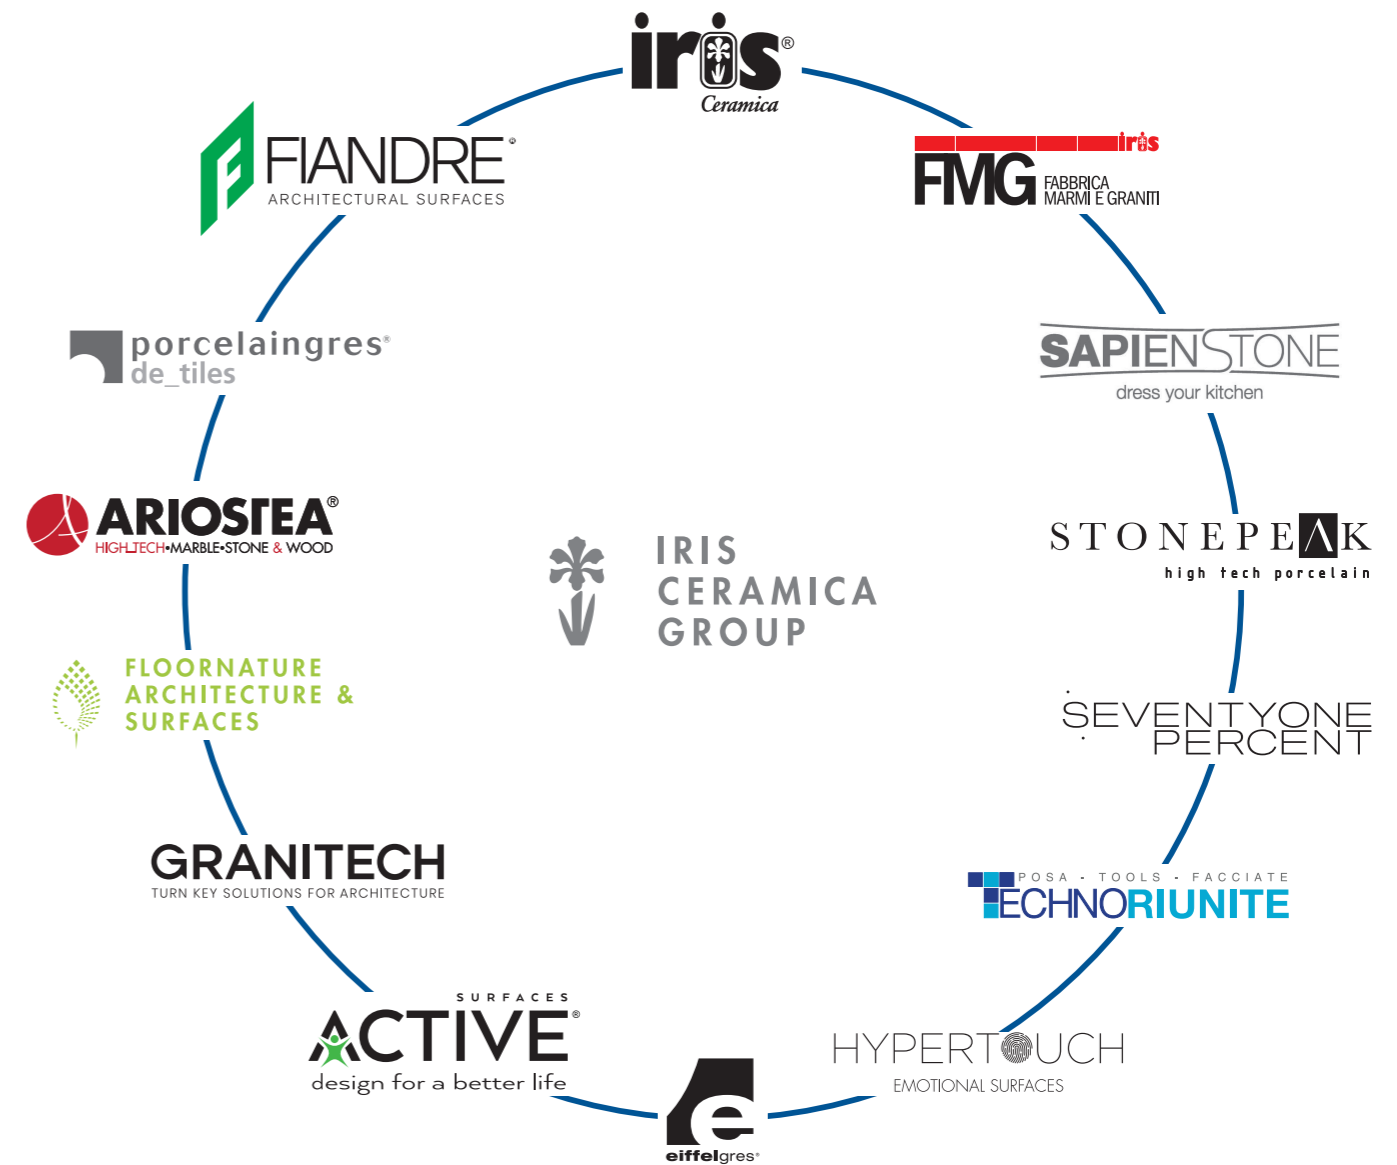 iris®
Ceramica
FIANDRE®
ARCHITECTURAL SURFACES
iris
FMG FABBRICA
MARMI E GRANITI
porcelaingres®
de_tiles
SAPIENSTONE
dress your kitchen
ARIOSTEA®
HIGH_TECH•MARBLE•STONE & WOOD
IRIS
CERAMICA
GROUP
STONEPEAK
high tech porcelain
FLOORNATURE
ARCHITECTURE &
SURFACES
SEVENTYONE
PERCENT
GRANITECH
TURN KEY SOLUTIONS FOR ARCHITECTURE
POSA - TOOLS - FACCIATE
TECHNORIUNITE
SURFACES
ACTIVE®
design for a better life
HYPERTOUCH
EMOTIONAL SURFACES
e
eiffelgres®